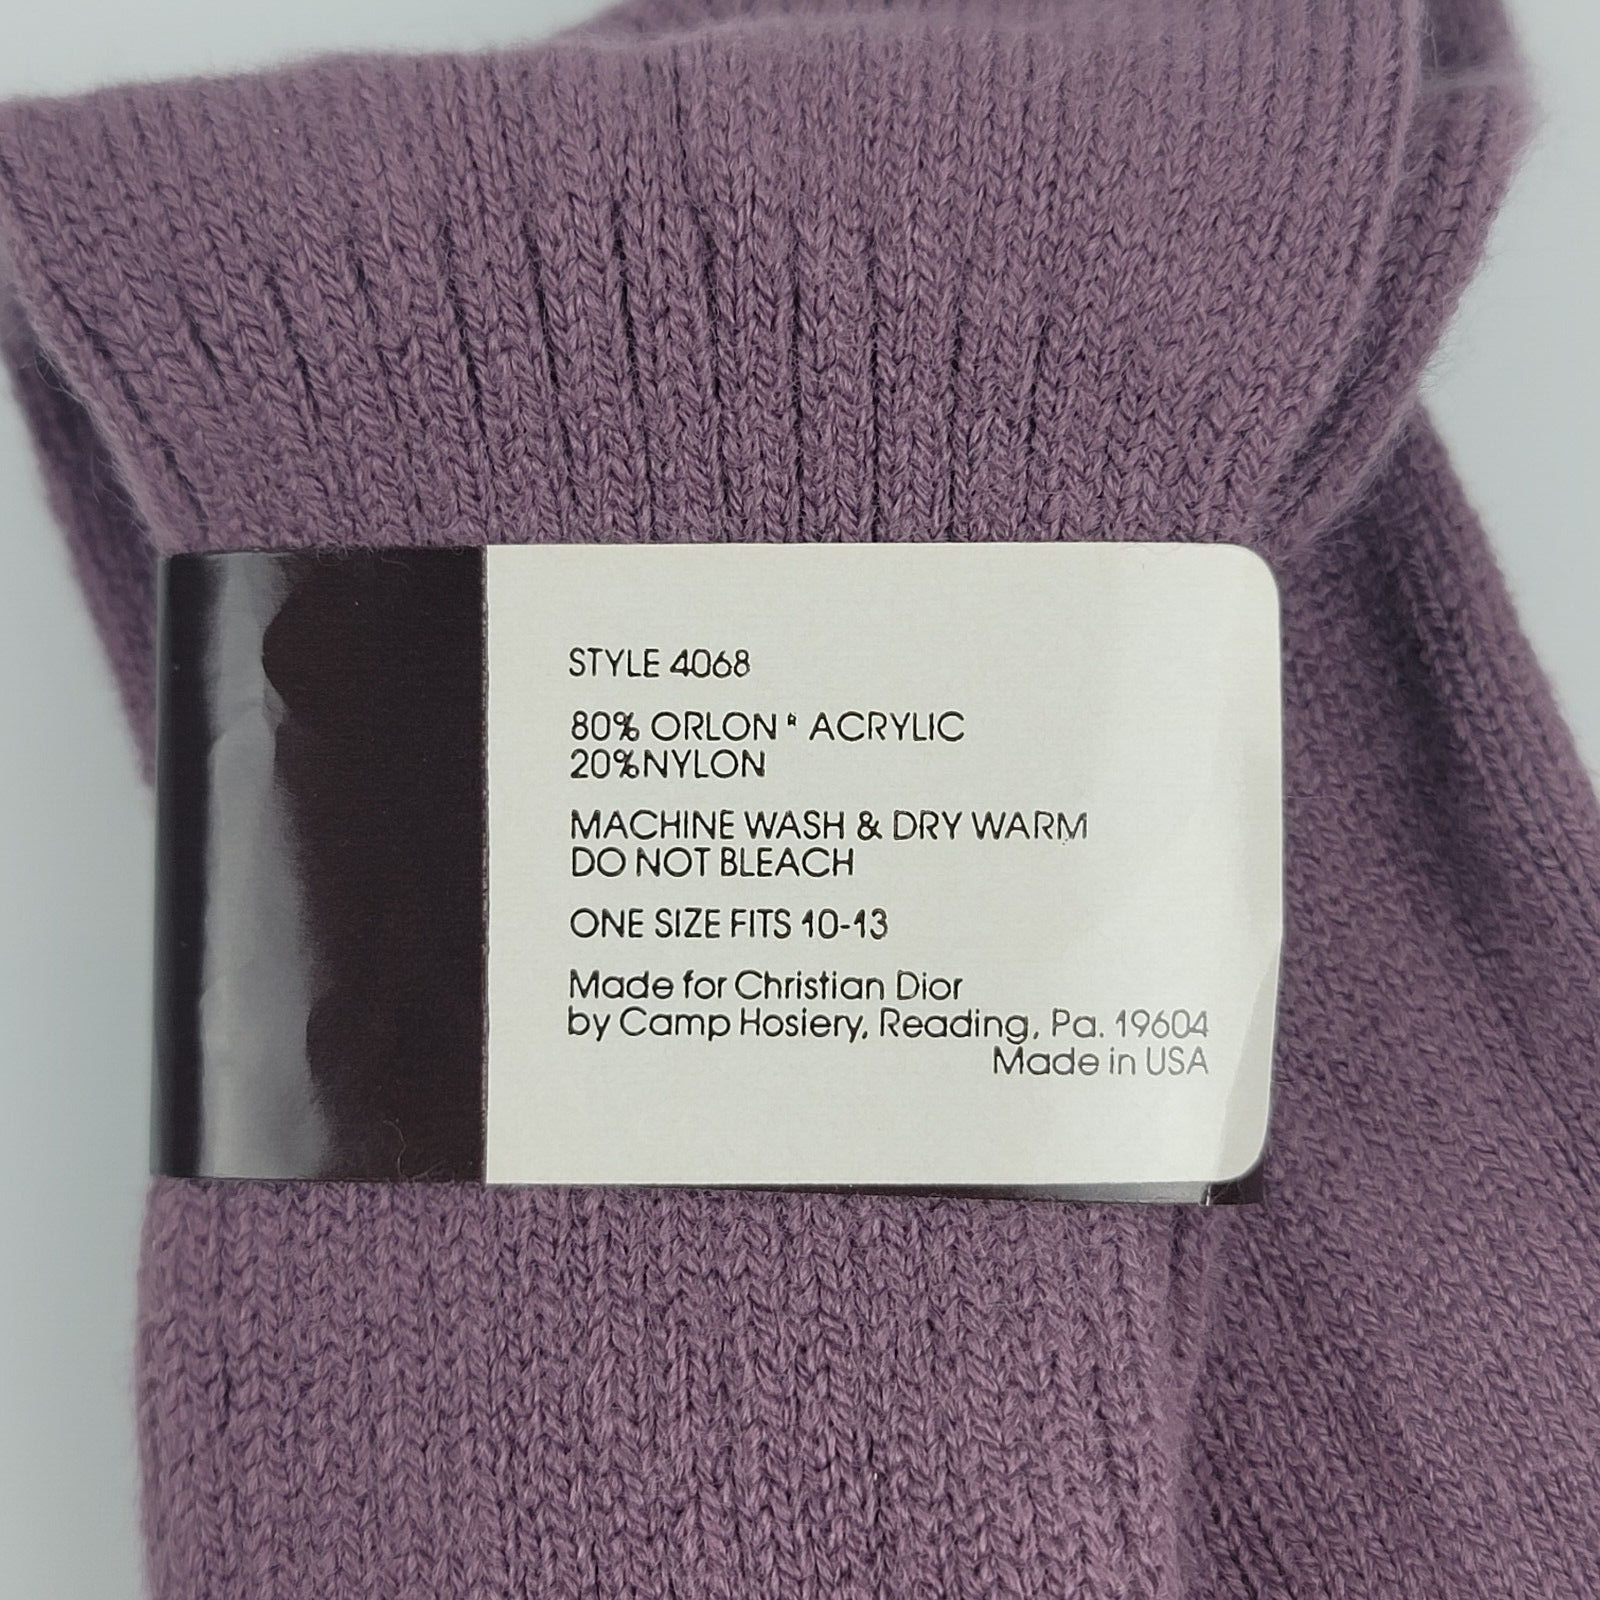 STYLE 4068
80% ORLON® ACRYLIC
20%NYLON
MACHINE WASH & DRY WARM
DO NOT BLEACH
ONE SIZE FITS 10-13
Made for Christian Dior
by Camp Hosiery, Reading, Pa. 19604
Made in USA